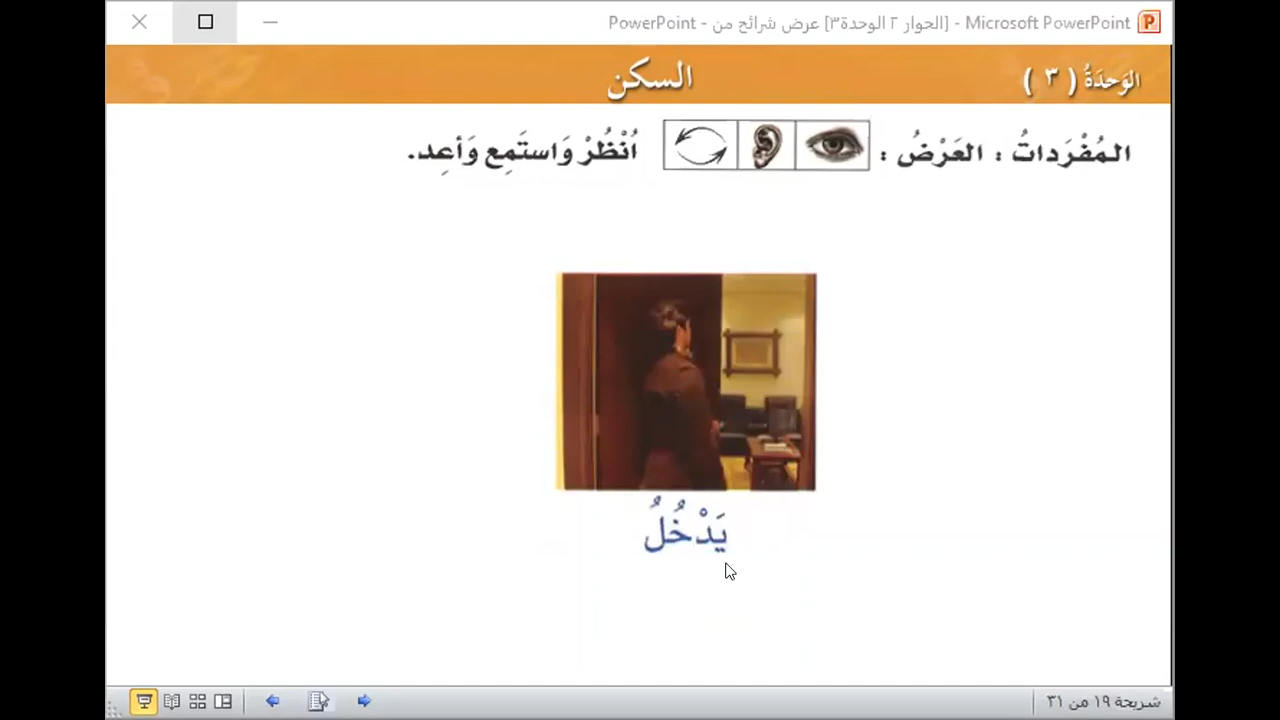 PowerPoint - [الحوار ٢ الوحدة٣] عرض شرائح من - Microsoft PowerPoint
الوَحدَةُ ( ٣ ) السكن
المُفْرَداتُ : العَرْضُ : اُنْظُرْ وَاستَمِع وَأعِد.
يَدْخُلُ
شريحة ١٩ من ٣١